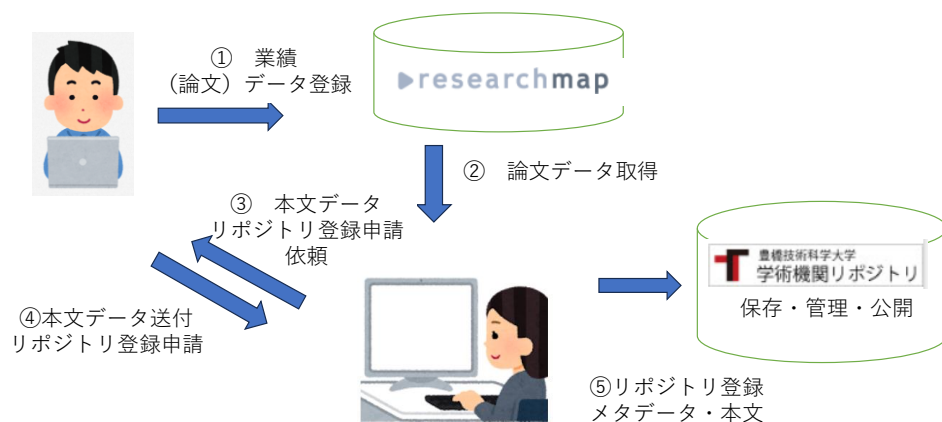 ① 業績
（論文）データ登録
researchmap
② 論文データ取得
③ 本文データ
リポジトリ登録申請
依頼
④本文データ送付
リポジトリ登録申請
豊橋技術科学大学
学術機関リポジトリ
保存・管理・公開
⑤リポジトリ登録
メタデータ・本文